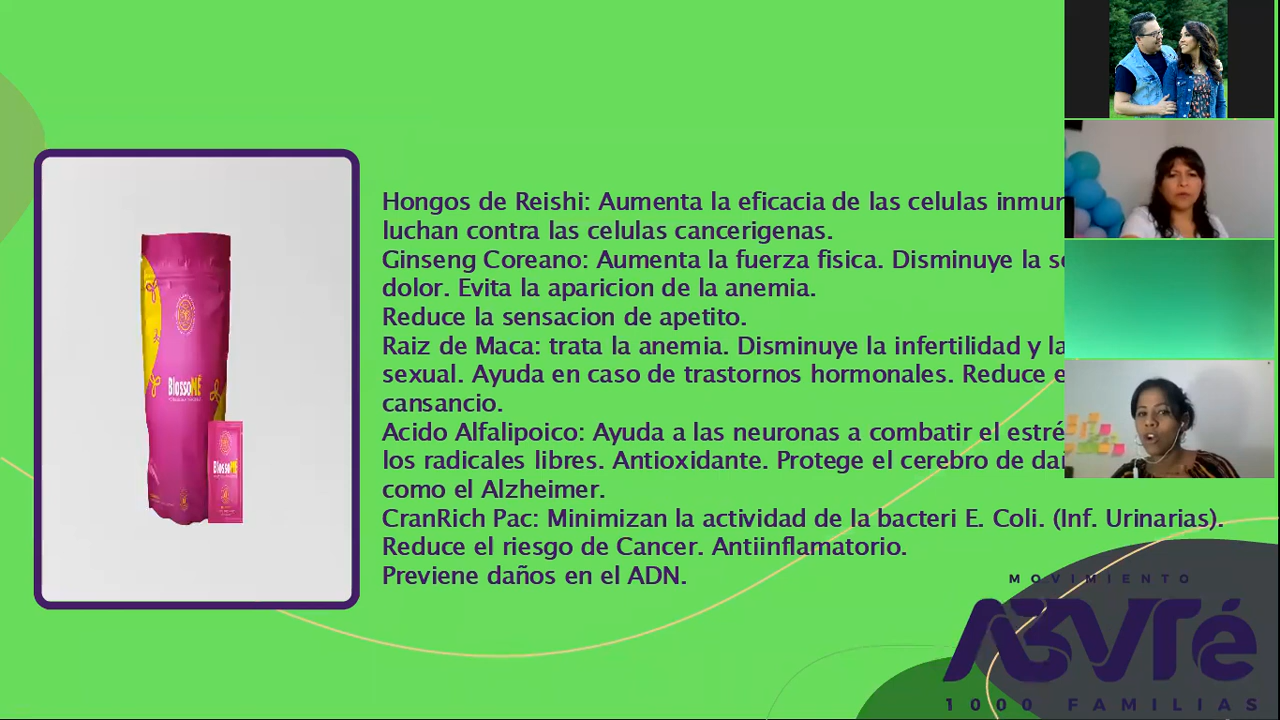 Hongos de Reishi: Aumenta la eficacia de las celulas
luchan contra las celulas cancerigenas.
Ginseng Coreano: Aumenta la fuerza fisica. Disminuye la
dolor. Evita la aparicion de la anemia.
Reduce la sensacion de apetito.
Raiz de Maca: trata la anemia. Disminuye la infertilidad y
sexual. Ayuda en caso de trastornos hormonales. Reduce
cansancio.
Acido Alfalipoico: Ayuda a las neuronas a combatir el
los radicales libres. Antioxidante. Protege el cerebro de
como el Alzheimer.
CranRich Pac: Minimizan la actividad de la bacteri E. Coli. (Inf. Urinarias).
Reduce el riesgo de Cancer. Antiinflamatorio.
Previene daños en el ADN.
BlossoNÉ
BlossoNÉ
MOVIMIENTO
A3VTé
1000 FAMILIAS